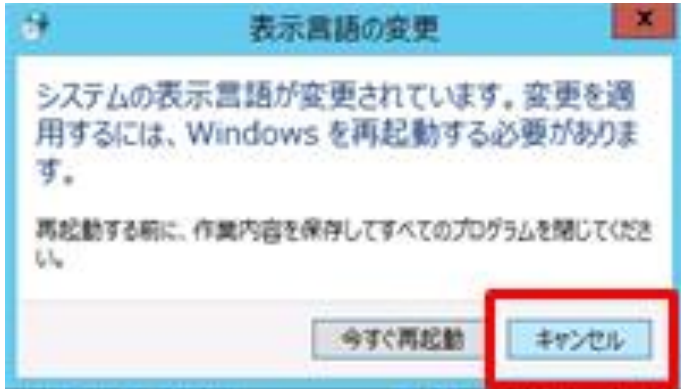 表示言語の変更
システムの表示言語が変更されています。変更を適
用するには、Windows を再起動する必要がありま
す。
再起動する前に、作業内容を保存してすべてのプログラムを閉じてくださ
い。
今すぐ再起動 キャンセル